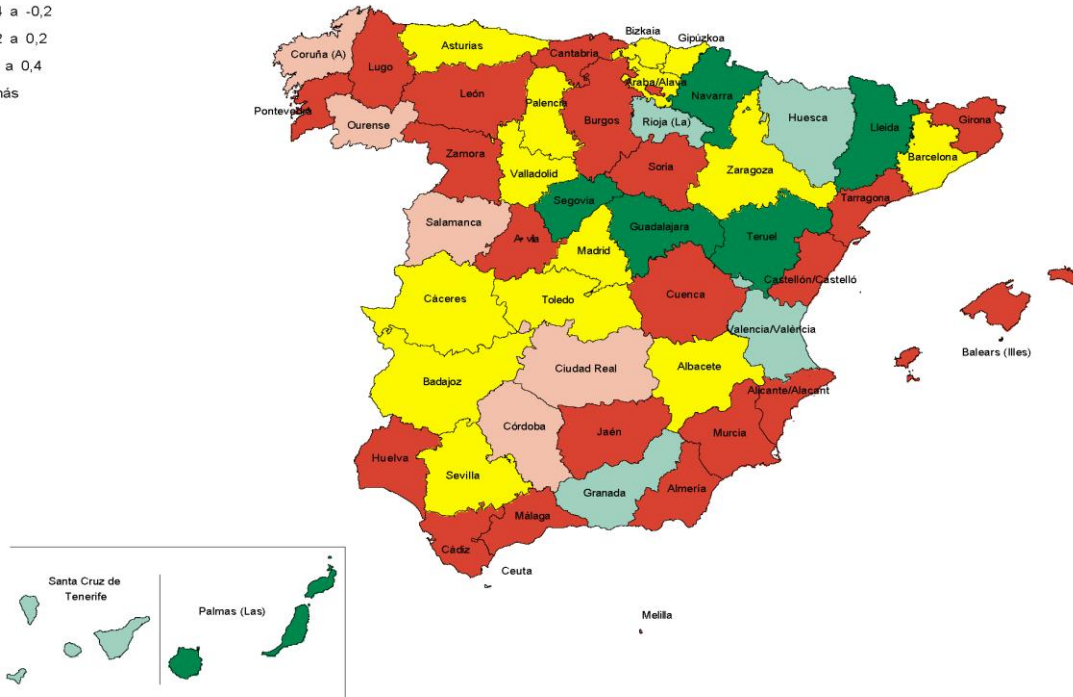 a -0,2
a 0,2
a 0,4
Bizkaia
Gipúzkoa
Asturias
Cantabria
Coruña (A)
Lugo
Araba/Alava
Navarra
León
Palencia
Burgos
Rioja (La)
Huesca
Lleida
Girona
Pontevedra
Ourense
Zamora
Valladolid
Soria
Zaragoza
Barcelona
Tarragona
Segovia
Salamanca
Guadalajara
Teruel
A vila
Madrid
Castellón/Castelló
Cáceres
Toledo
Cuenca
Valencia/València
Balears (Illes)
Ciudad Real
Albacete
Badajoz
Alicante/Alacant
Córdoba
Jaén
Murcia
Huelva
Sevilla
Granada
Almería
Málaga
Cádiz
Ceuta
Santa Cruz de
Tenerife
Palmas (Las)
Melilla